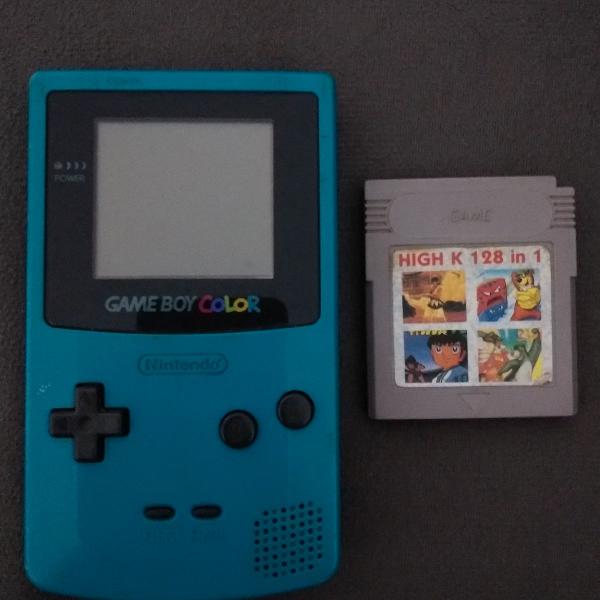 POWER
GAME BOY COLOR
Nintendo
GAME
HIGH K 128 in 1